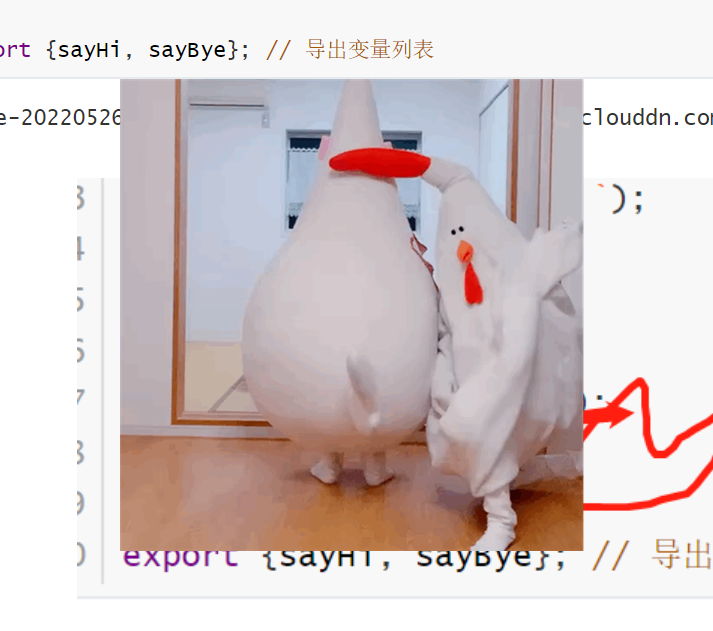 ort {sayHi, sayBye}; // 导出变量列表
e-20220526
clouddn.com
3
`);
4
5
6
7
);
8
9
0
export {sayHi, sayBye}; // 导出